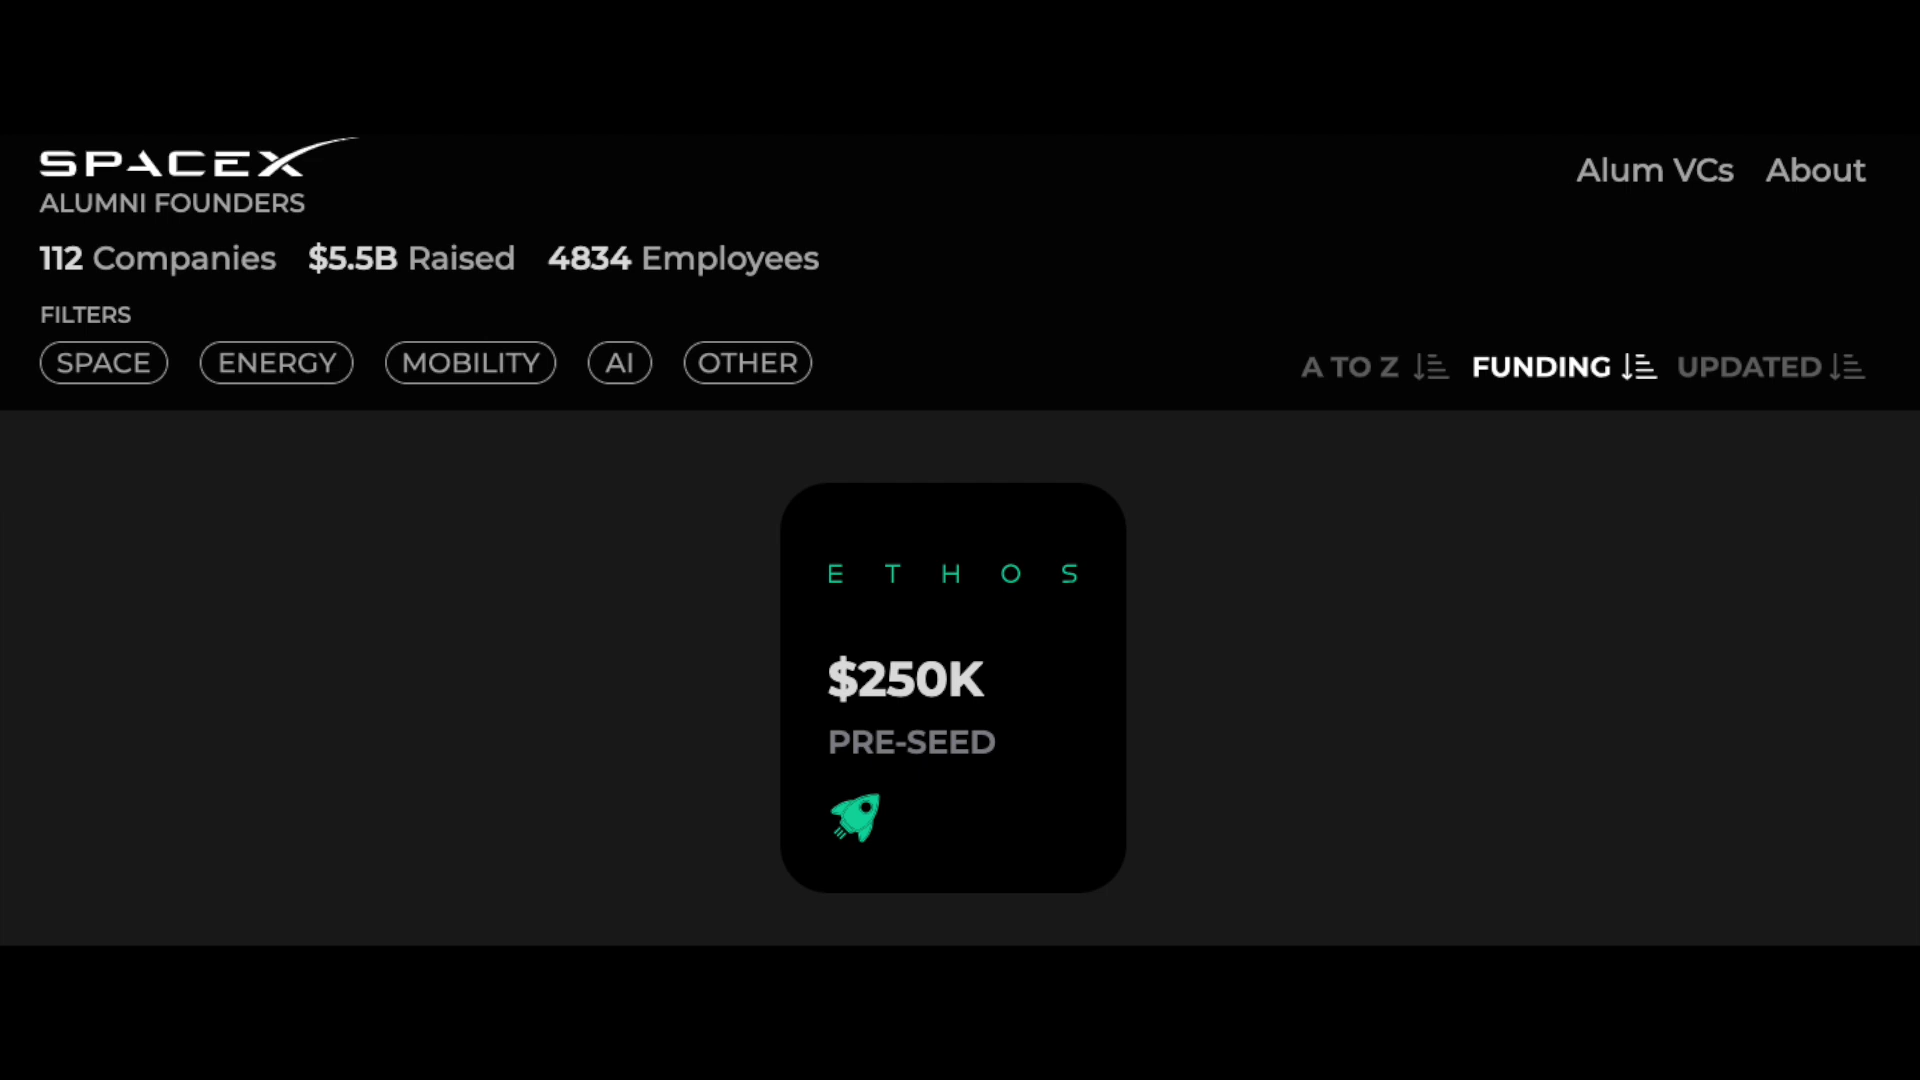 SPACEX
ALUMNI FOUNDERS
Alum VCs About
112 Companies $5.5B Raised 4834 Employees
FILTERS
SPACE ENERGY MOBILITY AI OTHER
A TO Z FUNDING UPDATED
ETHOS
$250K
PRE-SEED